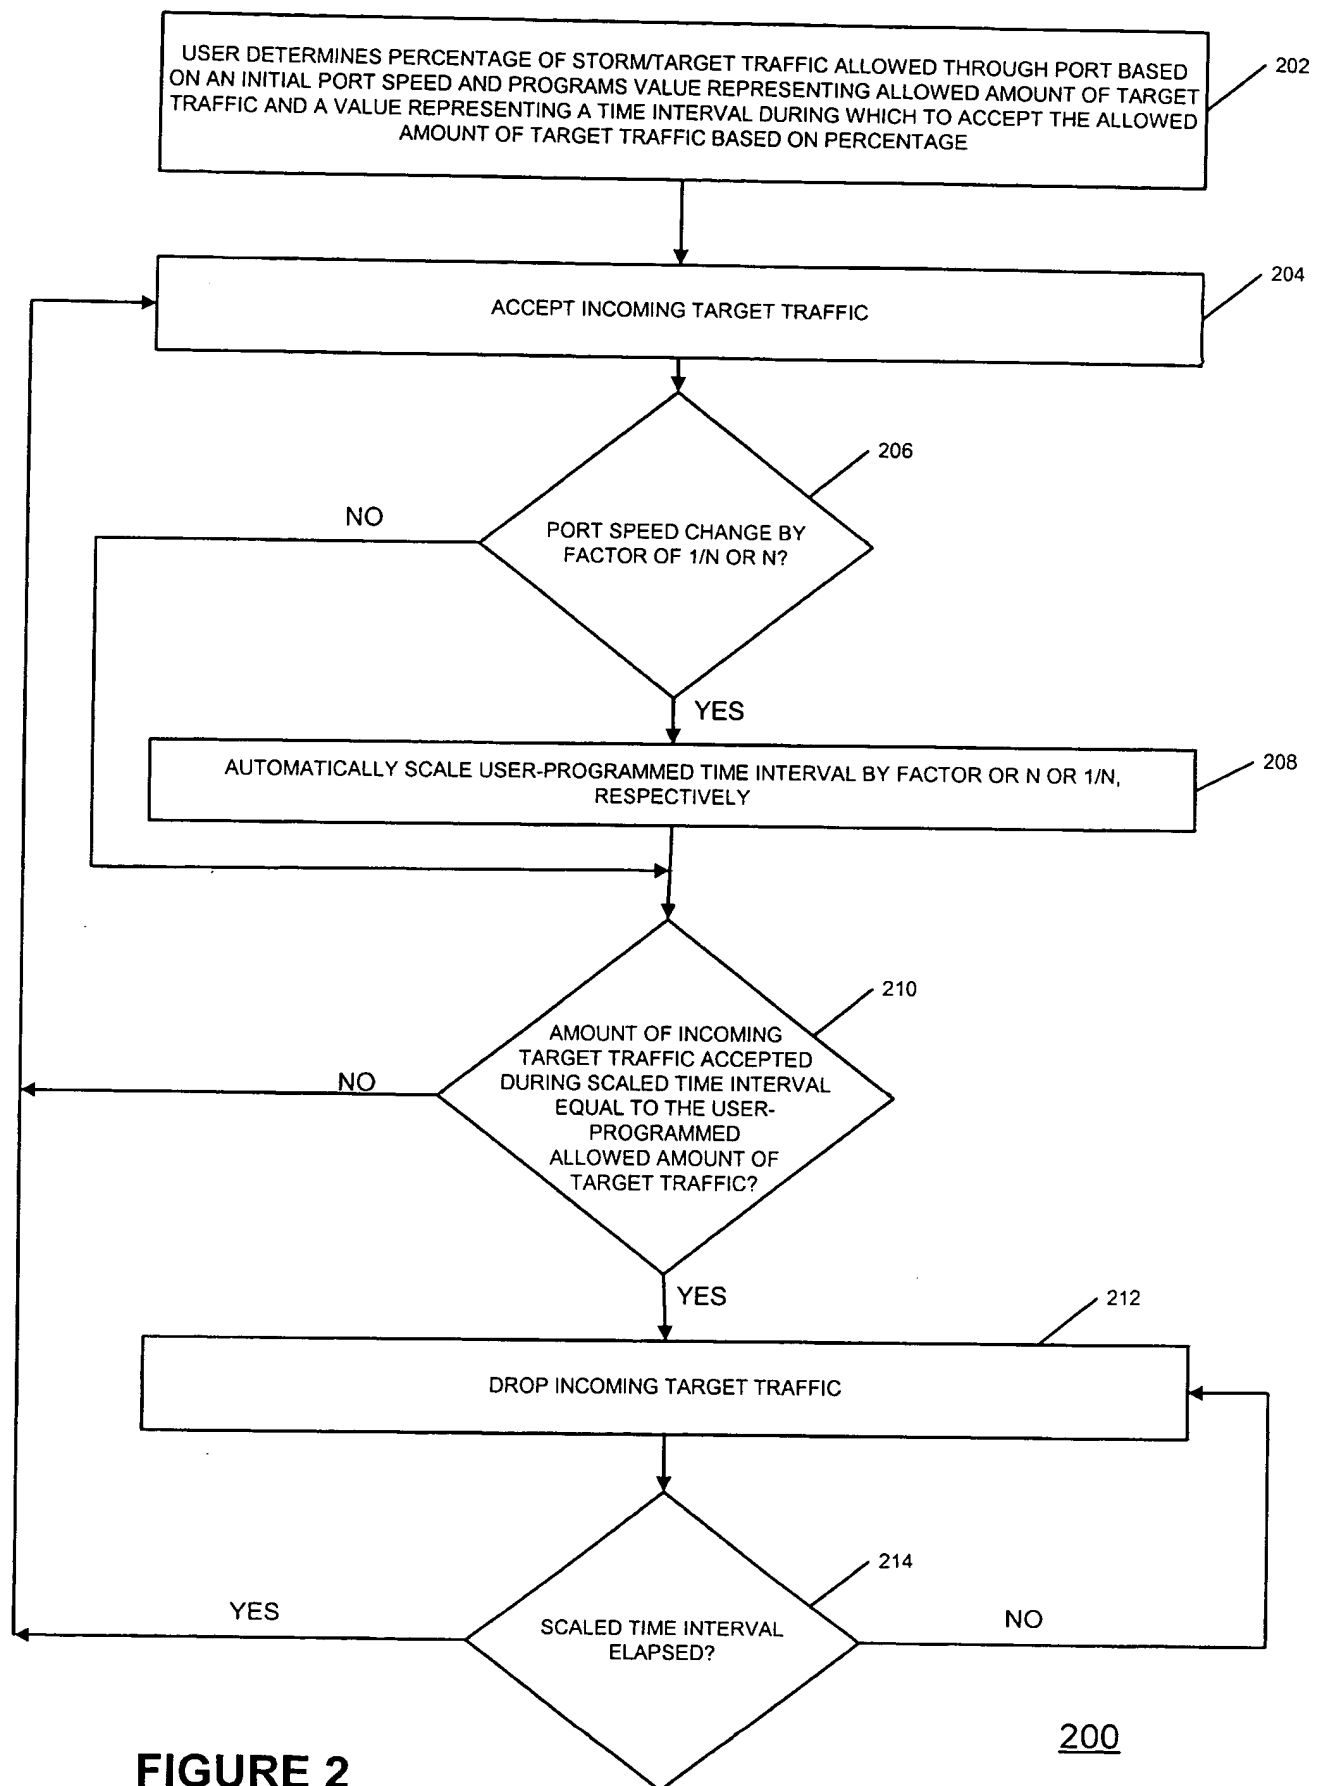 USER DETERMINES PERCENTAGE OF STORM/TARGET TRAFFIC ALLOWED THROUGH PORT BASED
ON AN INITIAL PORT SPEED AND PROGRAMS VALUE REPRESENTING ALLOWED AMOUNT OF TARGET
TRAFFIC AND A VALUE REPRESENTING A TIME INTERVAL DURING WHICH TO ACCEPT THE ALLOWED
AMOUNT OF TARGET TRAFFIC BASED ON PERCENTAGE
202
ACCEPT INCOMING TARGET TRAFFIC
204
206
NO
PORT SPEED CHANGE BY
FACTOR OF 1/N OR N?
YES
AUTOMATICALLY SCALE USER-PROGRAMMED TIME INTERVAL BY FACTOR OR N OR 1/N,
RESPECTIVELY
208
210
AMOUNT OF INCOMING
TARGET TRAFFIC ACCEPTED
DURING SCALED TIME INTERVAL
EQUAL TO THE USER-
PROGRAMMED
ALLOWED AMOUNT OF
TARGET TRAFFIC?
NO
YES
212
DROP INCOMING TARGET TRAFFIC
214
YES
SCALED TIME INTERVAL
ELAPSED?
NO
200
FIGURE 2